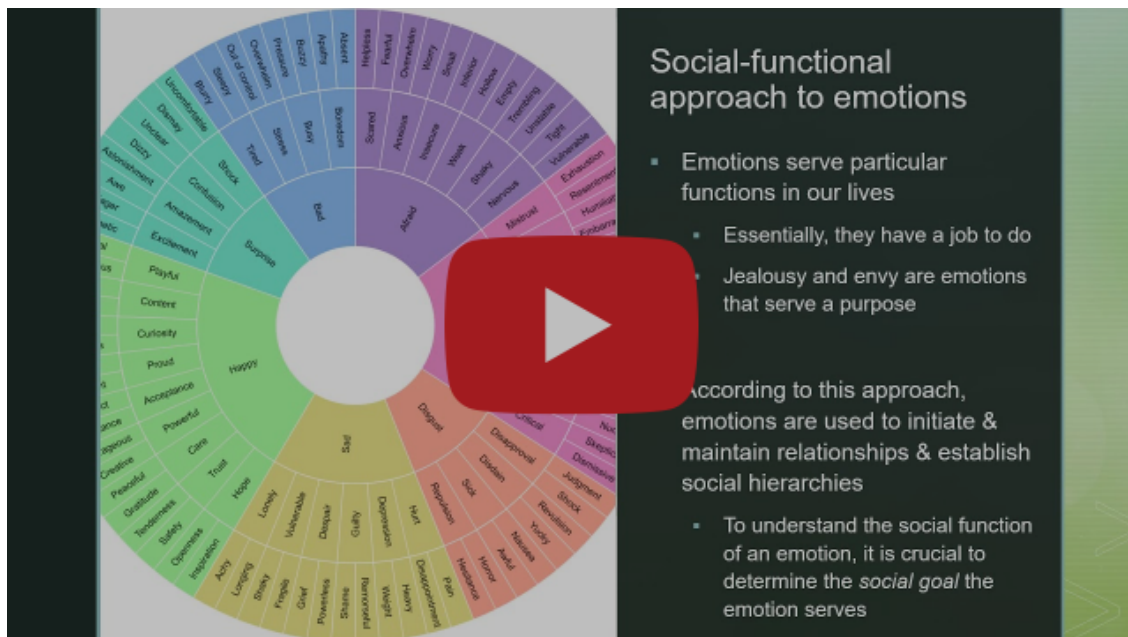 Social-functional
approach to emotions
Emotions serve particular
functions in our lives
Essentially, they have a job to do
Jealousy and envy are emotions
that serve a purpose
According to this approach,
emotions are used to initiate &
maintain relationships & establish
social hierarchies
To understand the social function
of an emotion, it is crucial to
determine the social goal the
emotion serves
Bad
Tired
Stress
Busy
Boredom
Blurry
Sleepy
Out of control
Overwhelm
Pressure
Buzzy
Apathy
Absent
Afraid
Scared
Anxious
Insecure
Weak
Shaky
Nervous
Helpless
Fearful
Overwhelm
Worry
Small
Inferior
Hollow
Empty
Trembling
Unstable
Tight
Vulnerable
Mistrust
Critical
Exhaustion
Dismissive
Disgust
Disapproval
Disdain
Sick
Repulsion
Judgment
Shock
Revulsion
Yucky
Nausea
Awful
Horror
Hesitance
Sad
Hurt
Depression
Guilty
Despair
Vulnerable
Lonely
Pain
Disappointment
Heavy
Weight
Remorseful
Shame
Powerless
Grief
Fragile
Shaky
Longing
Achy
Happy
Hope
Trust
Care
Powerful
Acceptance
Proud
Curiosity
Content
Playful
Inspiration
Openness
Safety
Tenderness
Gratitude
Peaceful
Creative
Surprise
Excitement
Amazement
Confusion
Shock
Awe
Astonishment
Dizzy
Unclear
Dismay
Uncomfortable